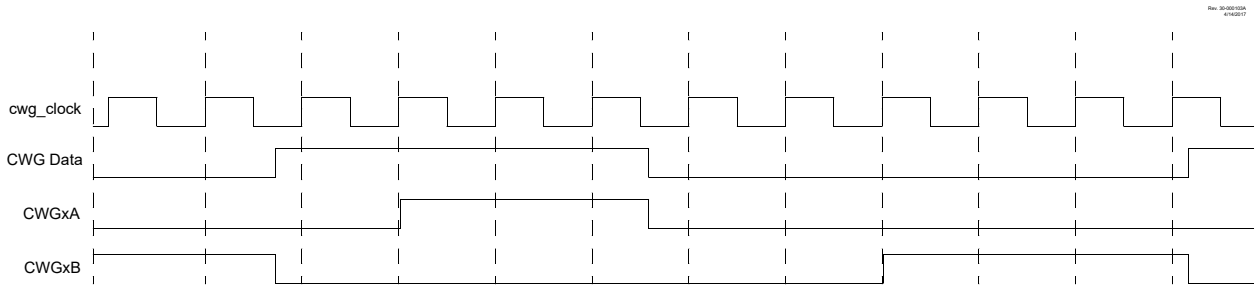 Rev. 30-000103A
4/14/2017
cwg_clock
CWG Data
CWGxA
CWGxB